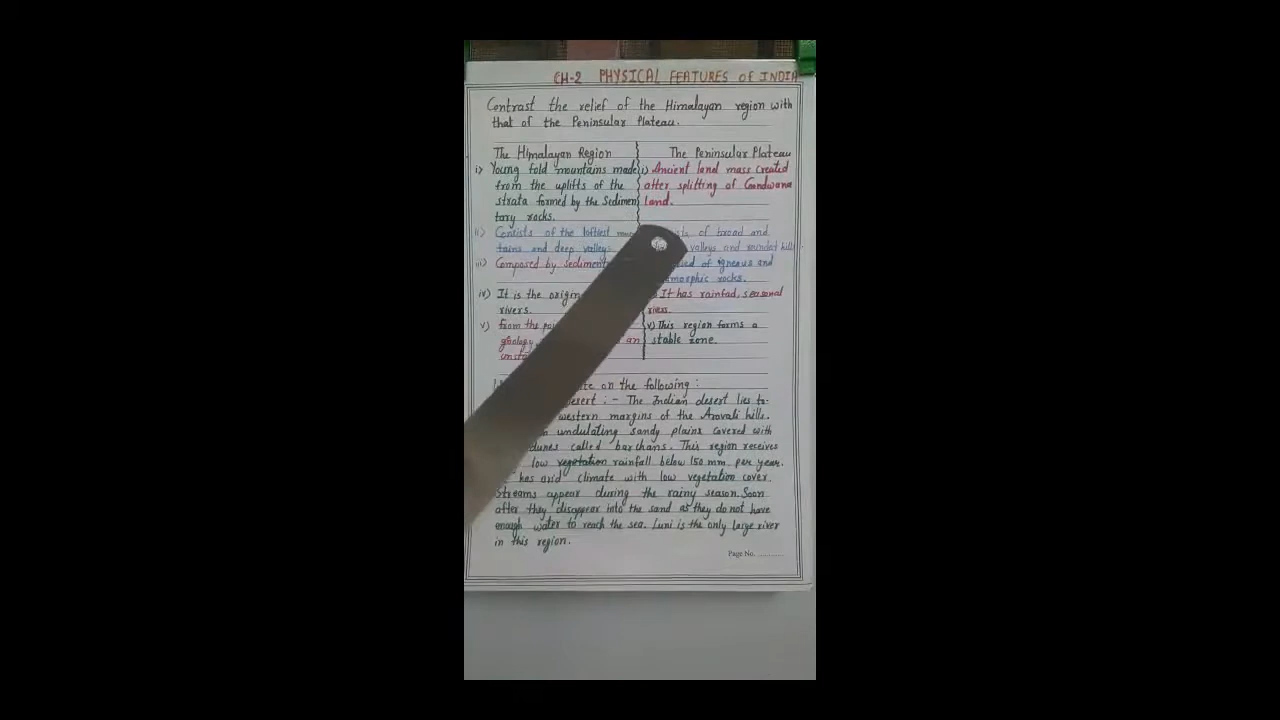 CH-2 PHYSICAL FEATURES of INDIA
Contrast the relief of the Himalayan region with
that of the Peninsular Plateau.
The Himalayan Region
The Peninsular Plateau
i) Young fold mountains made
from the uplifts of the
strata formed by the Sedimen
tary rocks.
i) Ancient land mass created
after splitting of Gondwana
land.
ii) Consists of the loftiest
tains and deep valleys
of broad and
valleys and rounded hills
iii) Composed by
of igneous and
rocks.
iv) It is the origin
rivers.
It has rainfad, seasonal
rivers.
v) from the
geology
an
v) This region forms a
stable zone.
on the following :
desert : - The Indian desert lies to-
western margins of the Aravali hills.
undulating sandy plains covered with
dunes called barchans. This region receives
low vegetation rainfall below 150 mm. per year.
has arid climate with low vegetation cover.
Streams appear during the rainy season. Soon
after they disappear into the sand as they do not have
enough water to reach the sea. Luni is the only large river
in this region.
Page No. ............